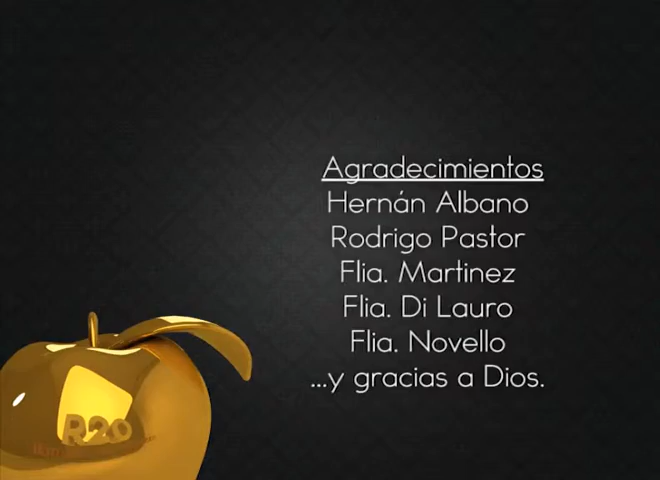 Agradecimientos
Hernán Albano
Rodrigo Pastor
Flia. Martinez
Flia. Di Lauro
Flia. Novello
...y gracias a Dios.
R20